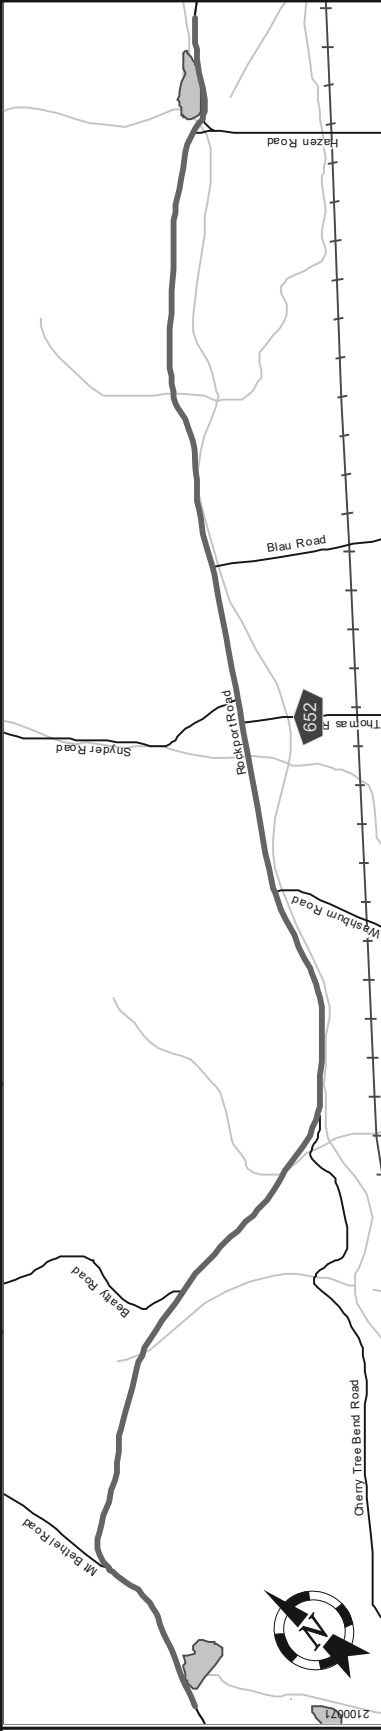 Hazen Road
Blau Road
652
Thomas R
Rockport Road
Snyder Road
Washburn Road
Beatty Road
Cherry Tree Bend Road
Mt Bethel Road
N
2100071